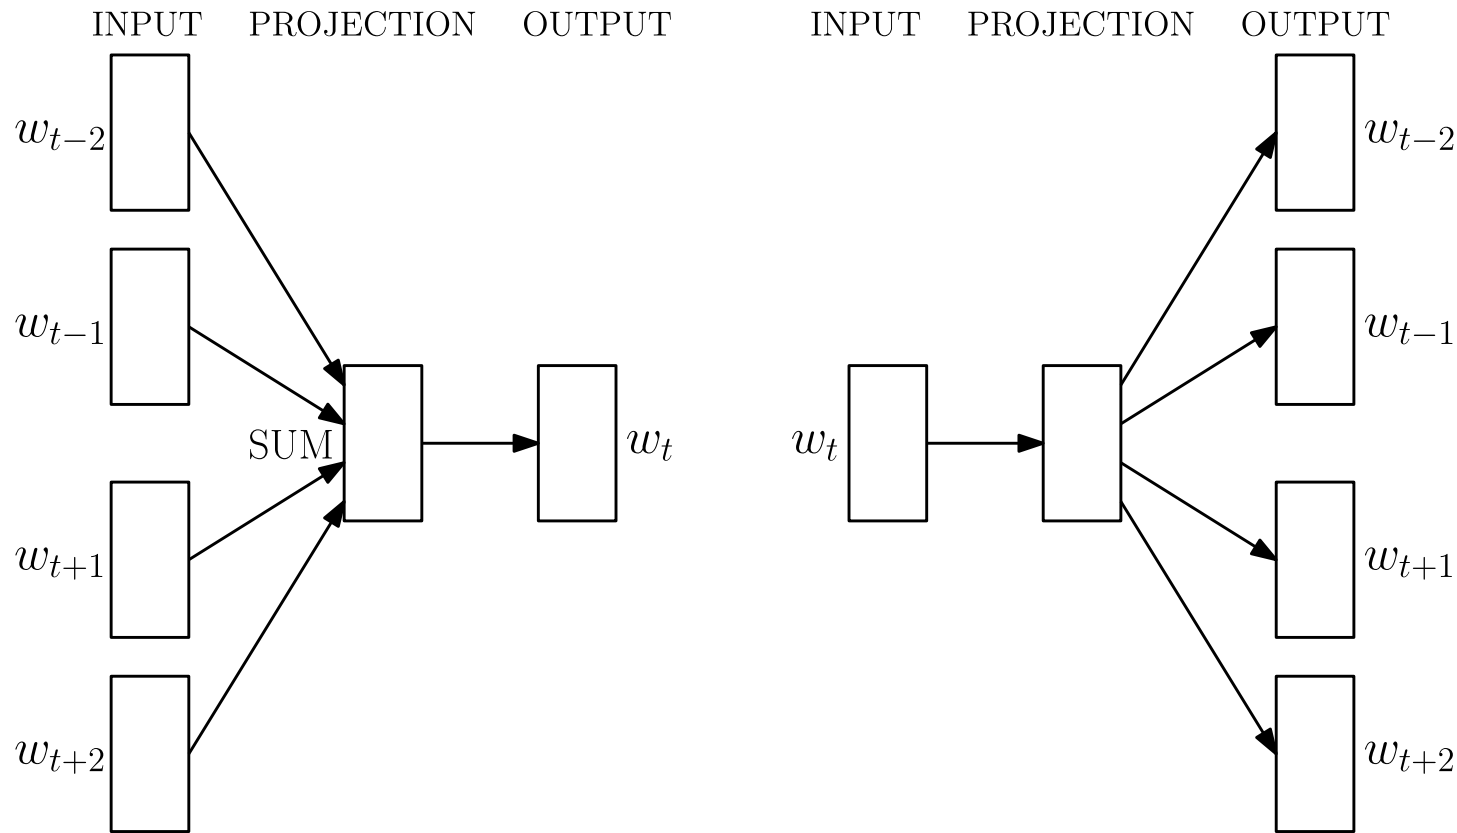 INPUT PROJECTION OUTPUT INPUT PROJECTION OUTPUT
w_{t-2} w_{t-2}
w_{t-1} w_{t-1}
SUM w_t w_t
w_{t+1} w_{t+1}
w_{t+2} w_{t+2}